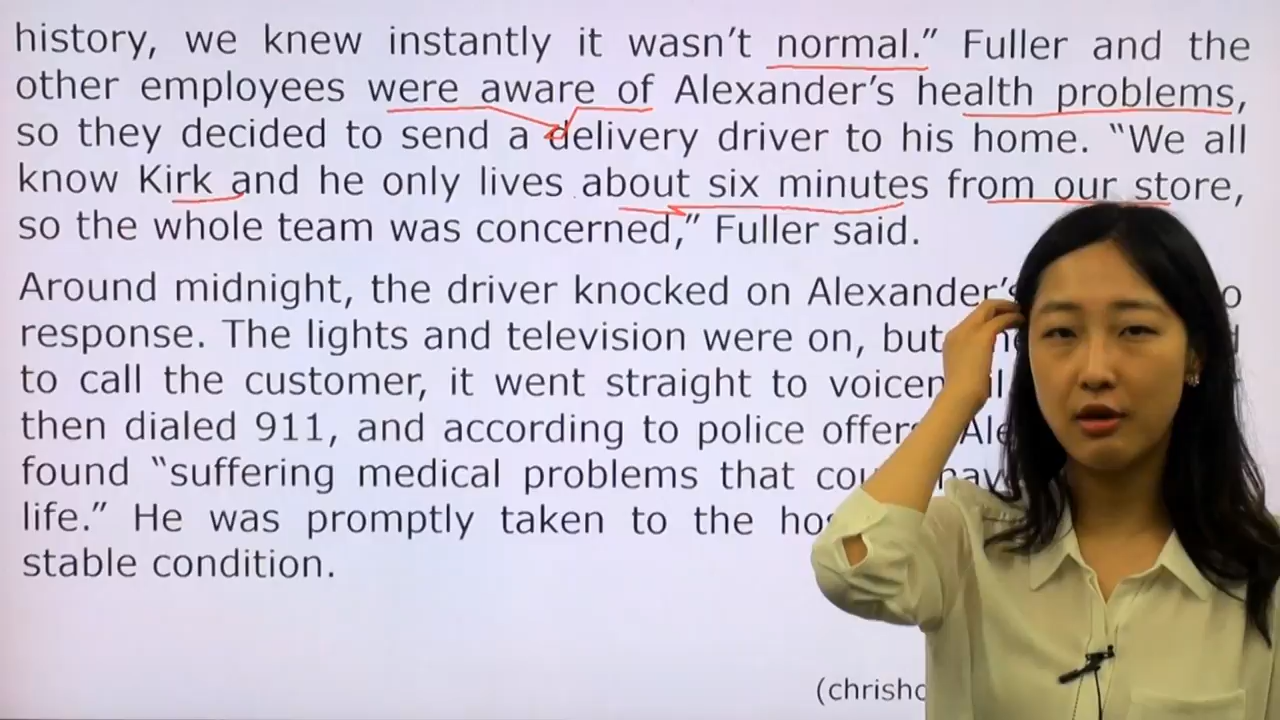 history, we knew instantly it wasn't normal.” Fuller and the
other employees were aware of Alexander's health problems,
so they decided to send a delivery driver to his home. “We all
know Kirk and he only lives about six minutes from our store,
so the whole team was concerned,” Fuller said.
Around midnight, the driver knocked on Alexander's
response. The lights and television were on, but
to call the customer, it went straight to
then dialed 911, and according to police
found “suffering medical problems that
life.” He was promptly taken to the
stable condition.